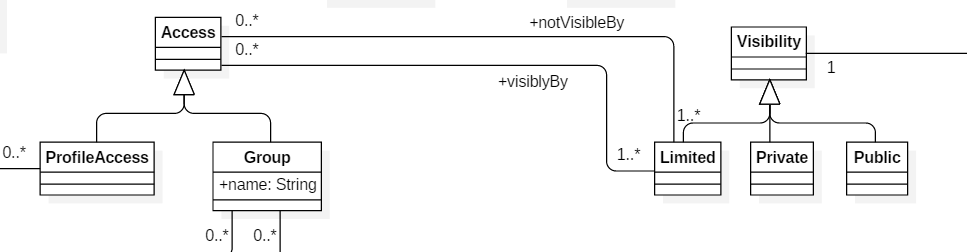 0..*
+notVisibleBy
Access
Visibility
0..*
1
+visiblyBy
1..*
0..*
ProfileAccess
Group
1..*
Limited
Private
Public
+name: String
0..*
0..*